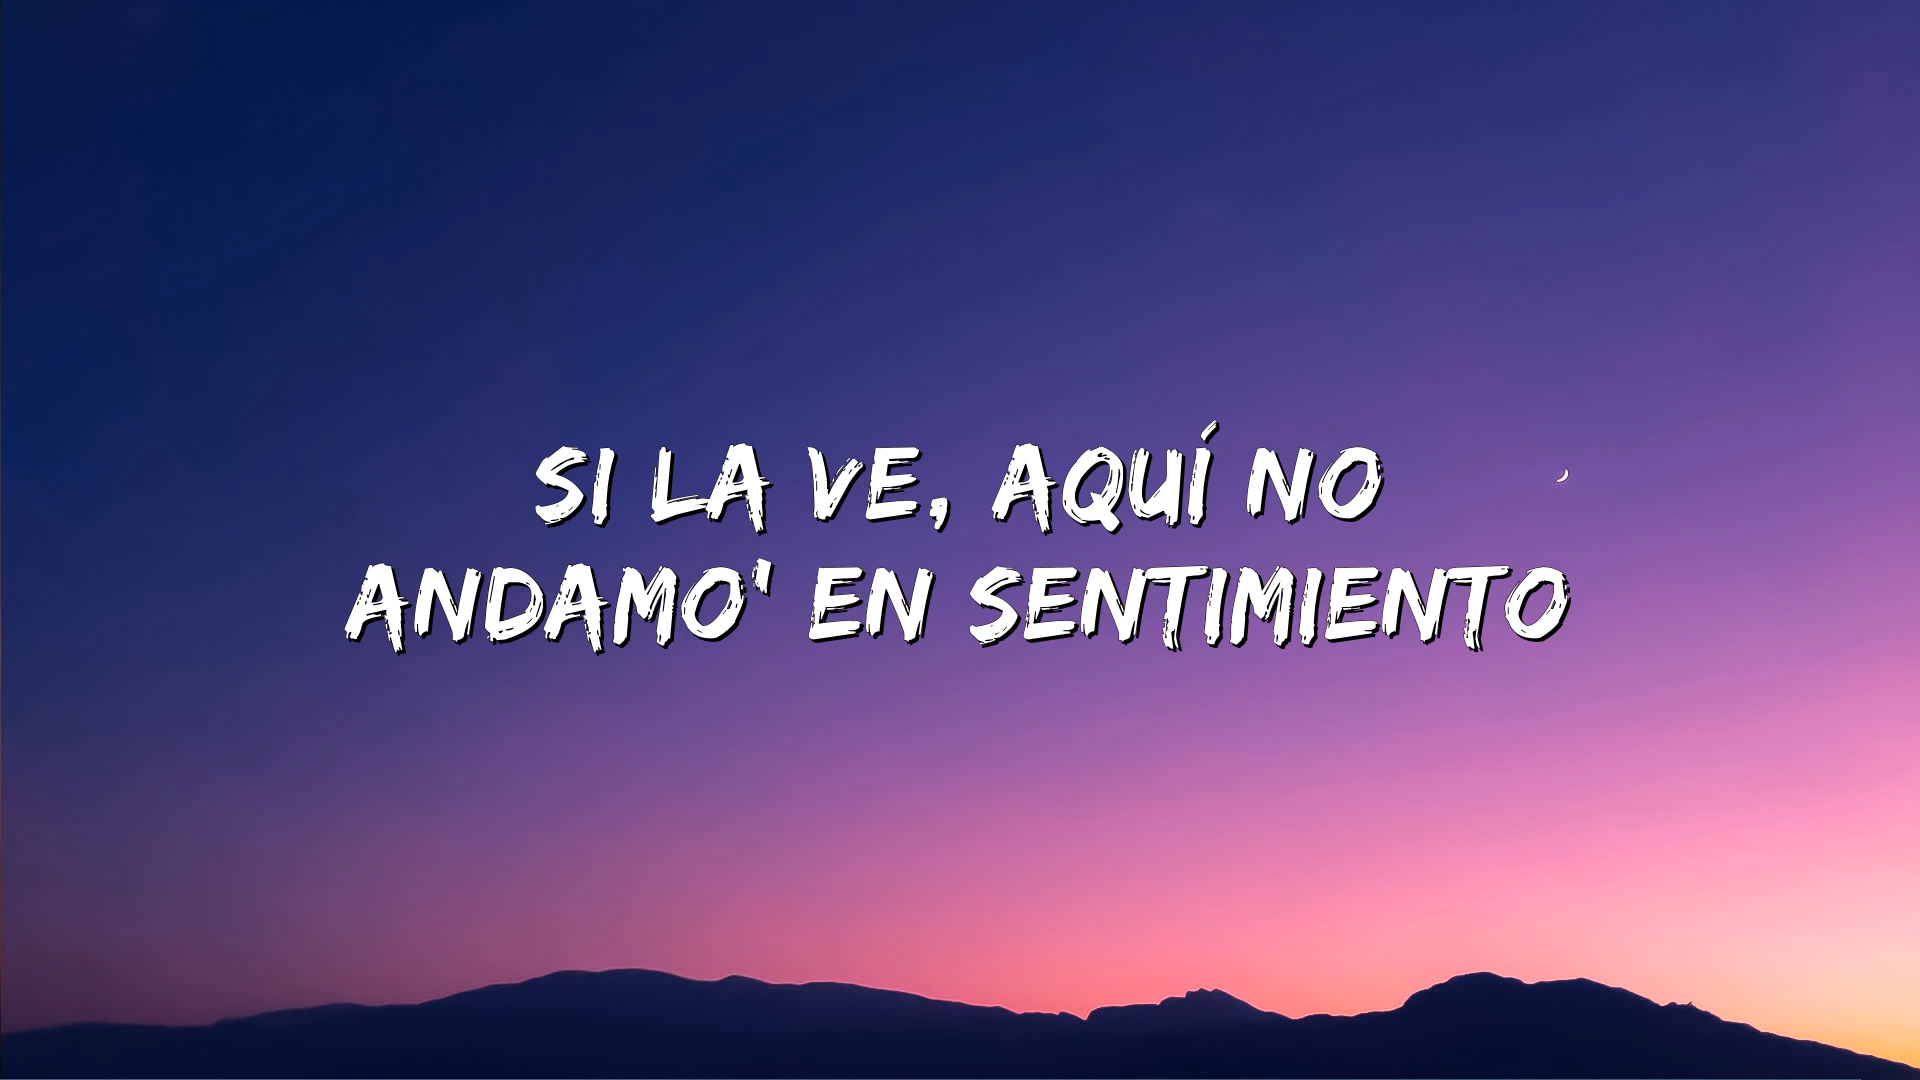 SI LA VE, AQUÍ NO
ANDAMO' EN SENTIMIENTO